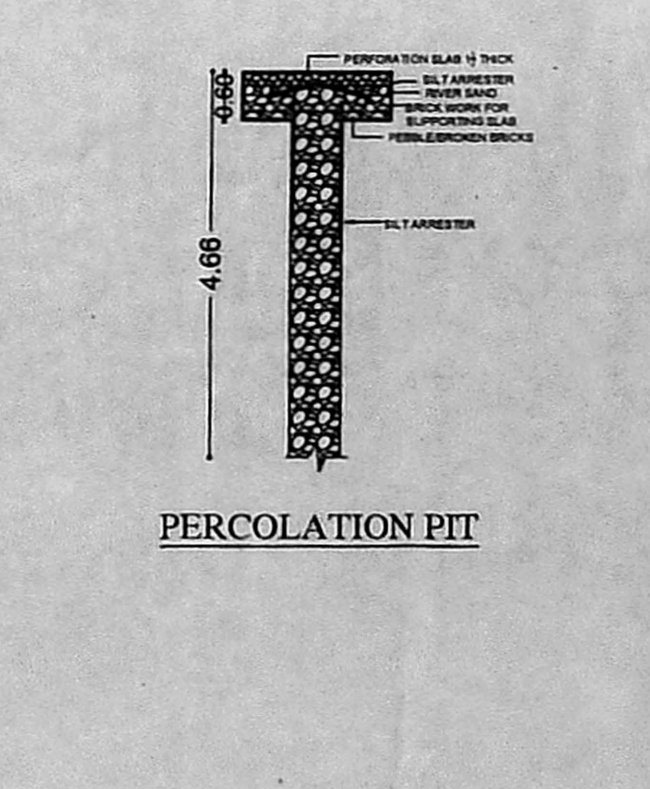 PERFORATION SLAB 1½" THICK
SILT ARRESTER
RIVER SAND
BRICK WORK FOR
SUPPORTING SLAB
PEBBLE/BROKEN BRICKS
0.60
SILT ARRESTER
4.66
PERCOLATION PIT